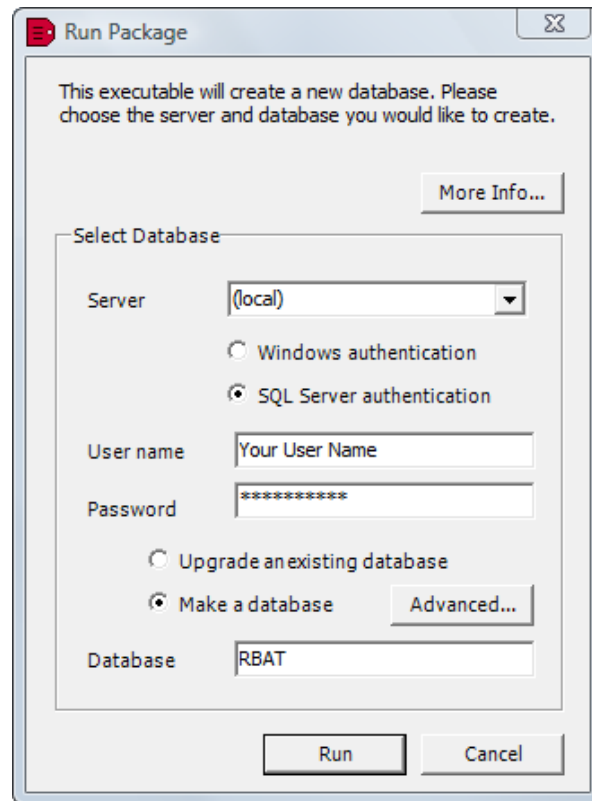 Run Package
This executable will create a new database. Please
choose the server and database you would like to create.
More Info...
Select Database
Server (local)
Windows authentication
SQL Server authentication
User name Your User Name
Password **********
Upgrade an existing database
Make a database Advanced...
Database RBAT
Run Cancel